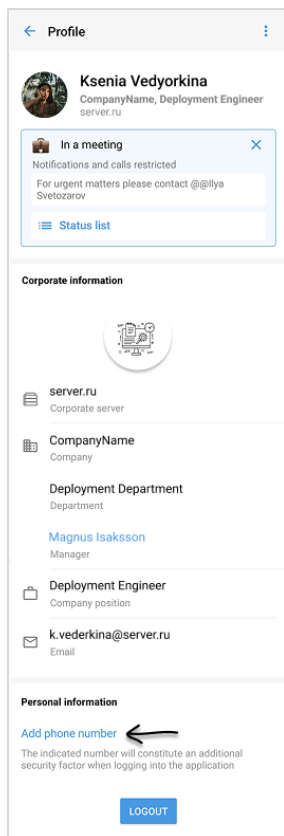 Profile
Ksenia Vedyorkina
CompanyName, Deployment Engineer
server.ru
In a meeting
Notifications and calls restricted
For urgent matters please contact @@Ilya
Svetozarov
Status list
Corporate information
server.ru
Corporate server
CompanyName
Company
Deployment Department
Department
Magnus Isaksson
Manager
Deployment Engineer
Company position
k.vederkina@server.ru
Email
Personal information
Add phone number
The indicated number will constitute an additional
security factor when logging into the application
LOGOUT